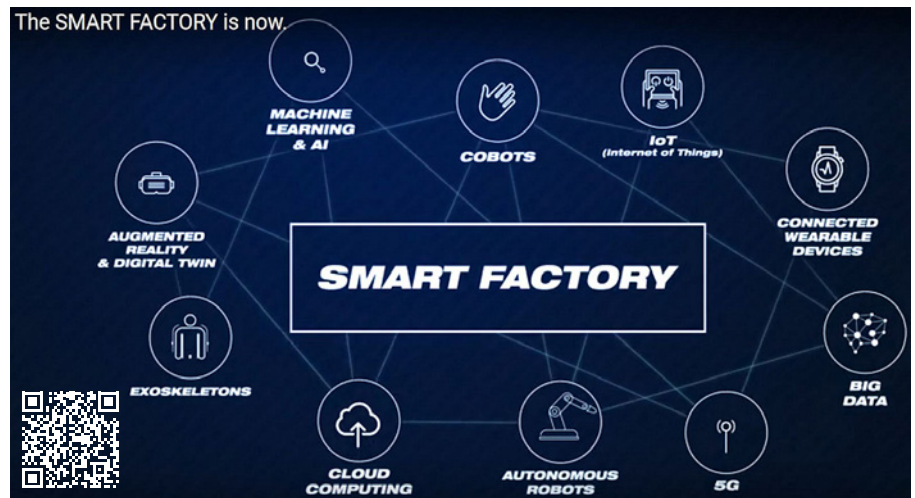 The SMART FACTORY is now.
MACHINE
LEARNING
& AI
COBOTS
IoT
(Internet of Things)
AUGMENTED
REALITY
& DIGITAL TWIN
CONNECTED
WEARABLE
DEVICES
SMART FACTORY
EXOSKELETONS
BIG
DATA
CLOUD
COMPUTING
AUTONOMOUS
ROBOTS
5G